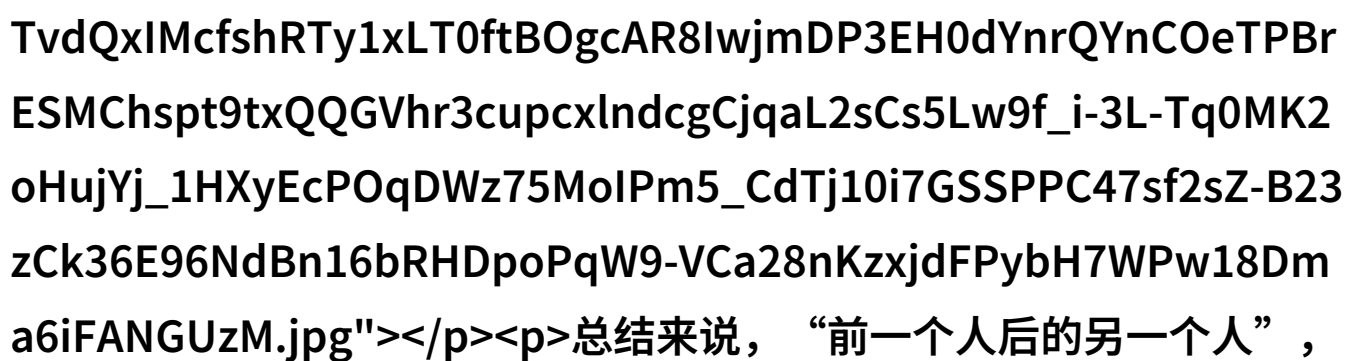 TvdQxIMcfshRTy1xLT0ftBOgcAR8IwjmDP3EH0dYnrQYnCOeTPBr
ESMChspt9txQQGVhr3cupcxlndcgCjqaL2sCs5Lw9f_i-3L-Tq0MK2
oHujYj_1HXyEcPOqDWz75MoIPm5_CdTj10i7GSSPPC47sf2sZ-B23
zCk36E96NdBn16bRHDpoPqW9-VCa28nKzxjdFPybH7WPw18Dm
a6iFANGUzM.jpg"></p><p>总结来说，“前一个人后的另一个人”，